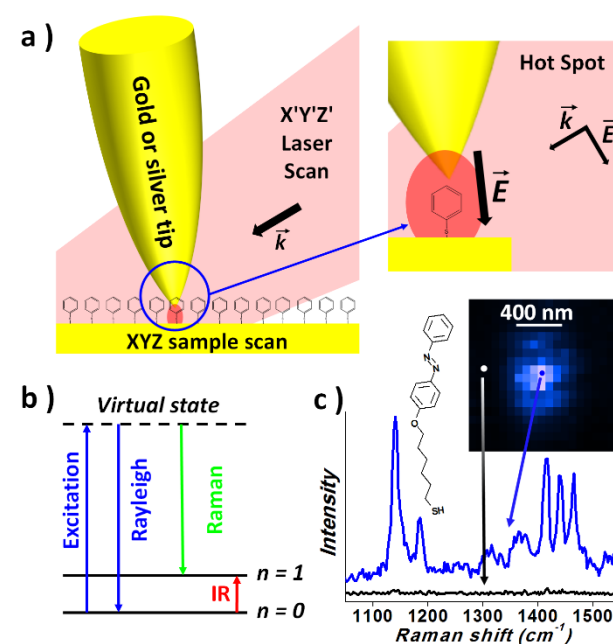 a )
Gold or silver tip
X'Y'Z'
Laser
Scan
k
XYZ sample scan
Hot Spot
k
E
E
b )
Virtual state
Excitation
Rayleigh
Raman
IR
n = 1
n = 0
c )
400 nm
N
N
O
SH
Intensity
1100 1200 1300 1400 1500
Raman shift (cm⁻¹)